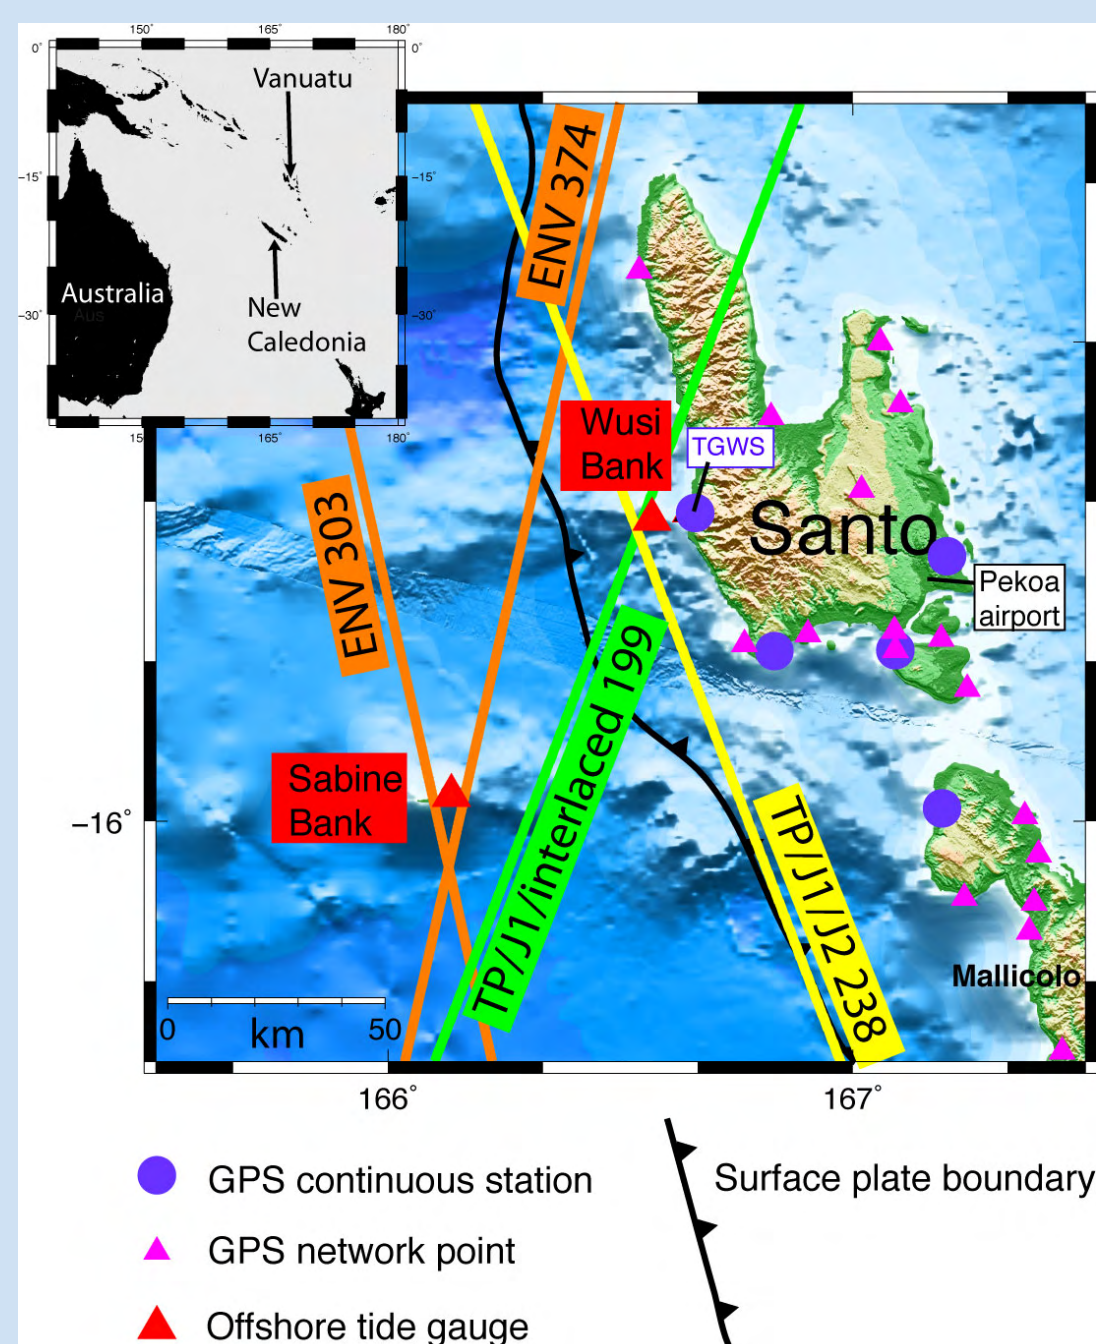 150°
165°
180°
0°
0°
Vanuatu
−15°
−15°
Australia
Aus
New
Caledonia
−30°
−30°
165°
180°
ENV 374
Wusi
Bank
TGWS
Santo
Pekoa
airport
ENV 303
Sabine
Bank
−16°
TP/J1/interlaced 199
TP/J1/J2 238
Mallicolo
0
50
km
166°
167°
GPS continuous station
Surface plate boundary
GPS network point
Offshore tide gauge